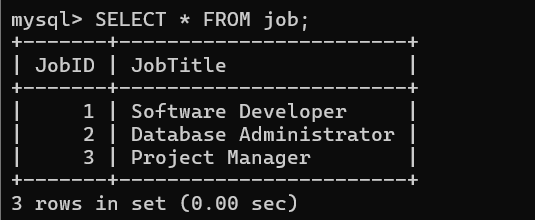 mysql> SELECT * FROM job;
+-------+------------------------+
| JobID | JobTitle               |
+-------+------------------------+
|     1 | Software Developer     |
|     2 | Database Administrator |
|     3 | Project Manager        |
+-------+------------------------+
3 rows in set (0.00 sec)